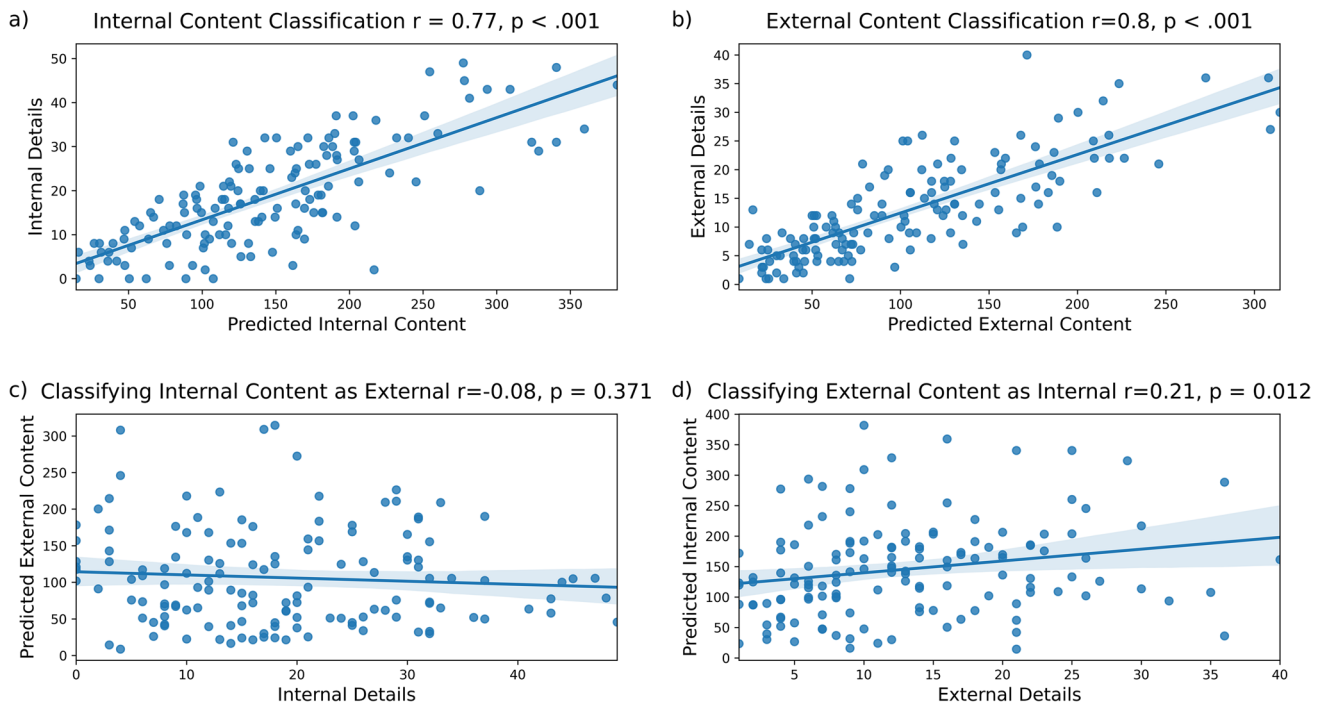 a) Internal Content Classification r = 0.77, p < .001
Internal Details
50
40
30
20
10
0
50 100 150 200 250 300 350
Predicted Internal Content
b) External Content Classification r=0.8, p < .001
External Details
40
35
30
25
20
15
10
5
0
50 100 150 200 250 300
Predicted External Content
c) Classifying Internal Content as External r=-0.08, p = 0.371
Predicted External Content
300
250
200
150
100
50
0
0 10 20 30 40
Internal Details
d) Classifying External Content as Internal r=0.21, p = 0.012
Predicted Internal Content
400
350
300
250
200
150
100
50
0
5 10 15 20 25 30 35 40
External Details